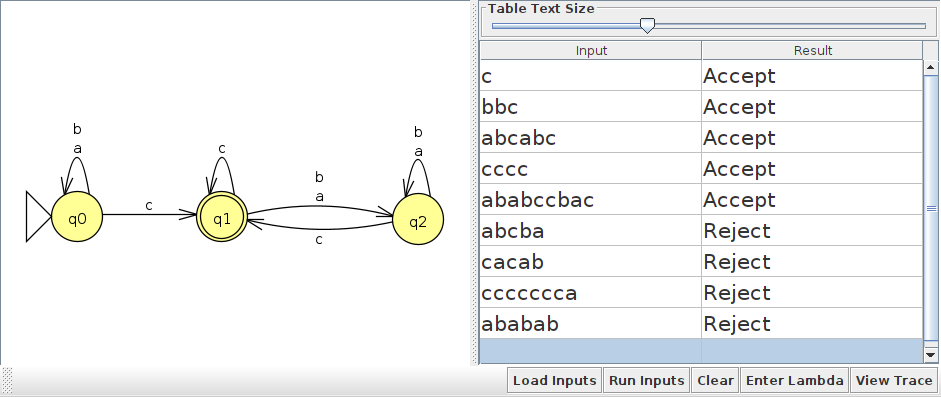 Table Text Size
Input Result
c Accept
bbc Accept
abcabc Accept
cccc Accept
ababccbac Accept
abcba Reject
cacab Reject
ccccccca Reject
ababab Reject
b
a
c
b
a
b
a
c
q0
q1
q2
c
Load Inputs Run Inputs Clear Enter Lambda View Trace